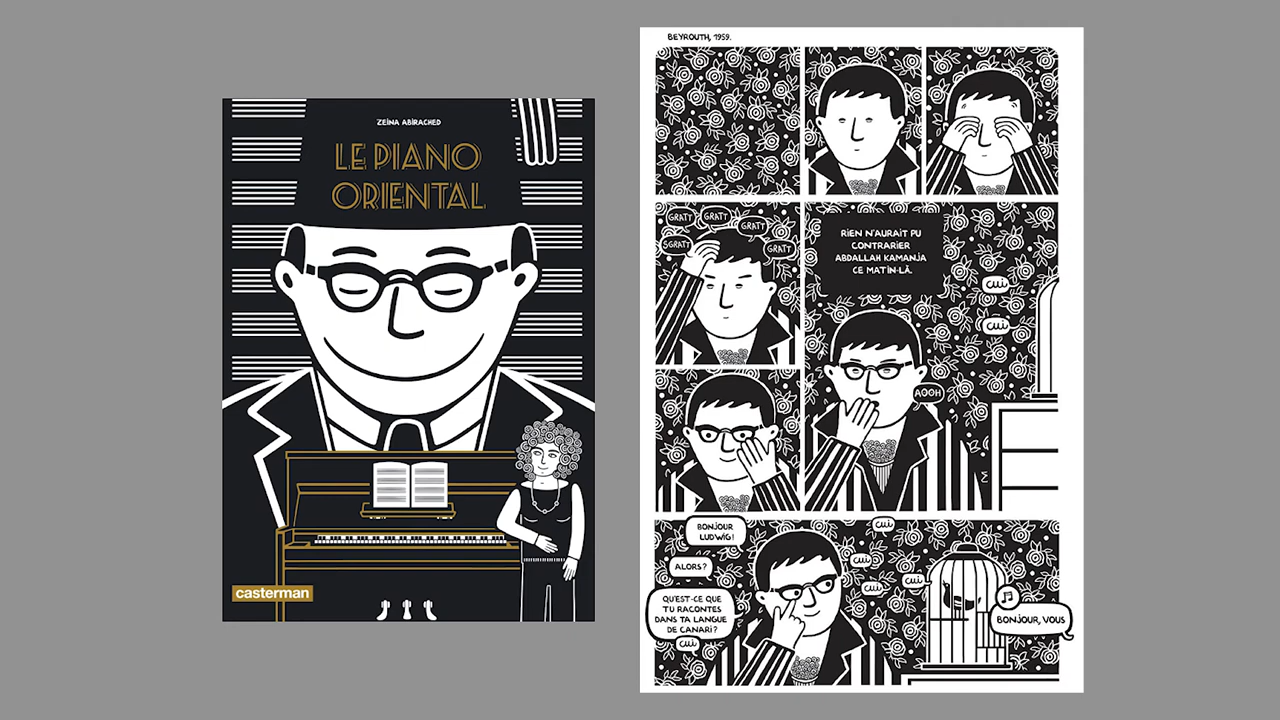 ZEINA ABIRACHED
LE PIANO
ORIENTAL
casterman
BEYROUTH, 1959.
GRATT
GRATT
GRATT
SGRATT
GRATT
RIEN N'AURAIT PU
CONTRARIER
ABDALLAH KAMANJA
CE MATIN-LÀ.
CUI
CUI
AOOH
BONJOUR
LUDWIG!
ALORS?
QU'EST-CE QUE
TU RACONTES
DANS TA LANGUE
DE CANARI?
CUI
CUI
CUI
CUI
CUI
BONJOUR, VOUS